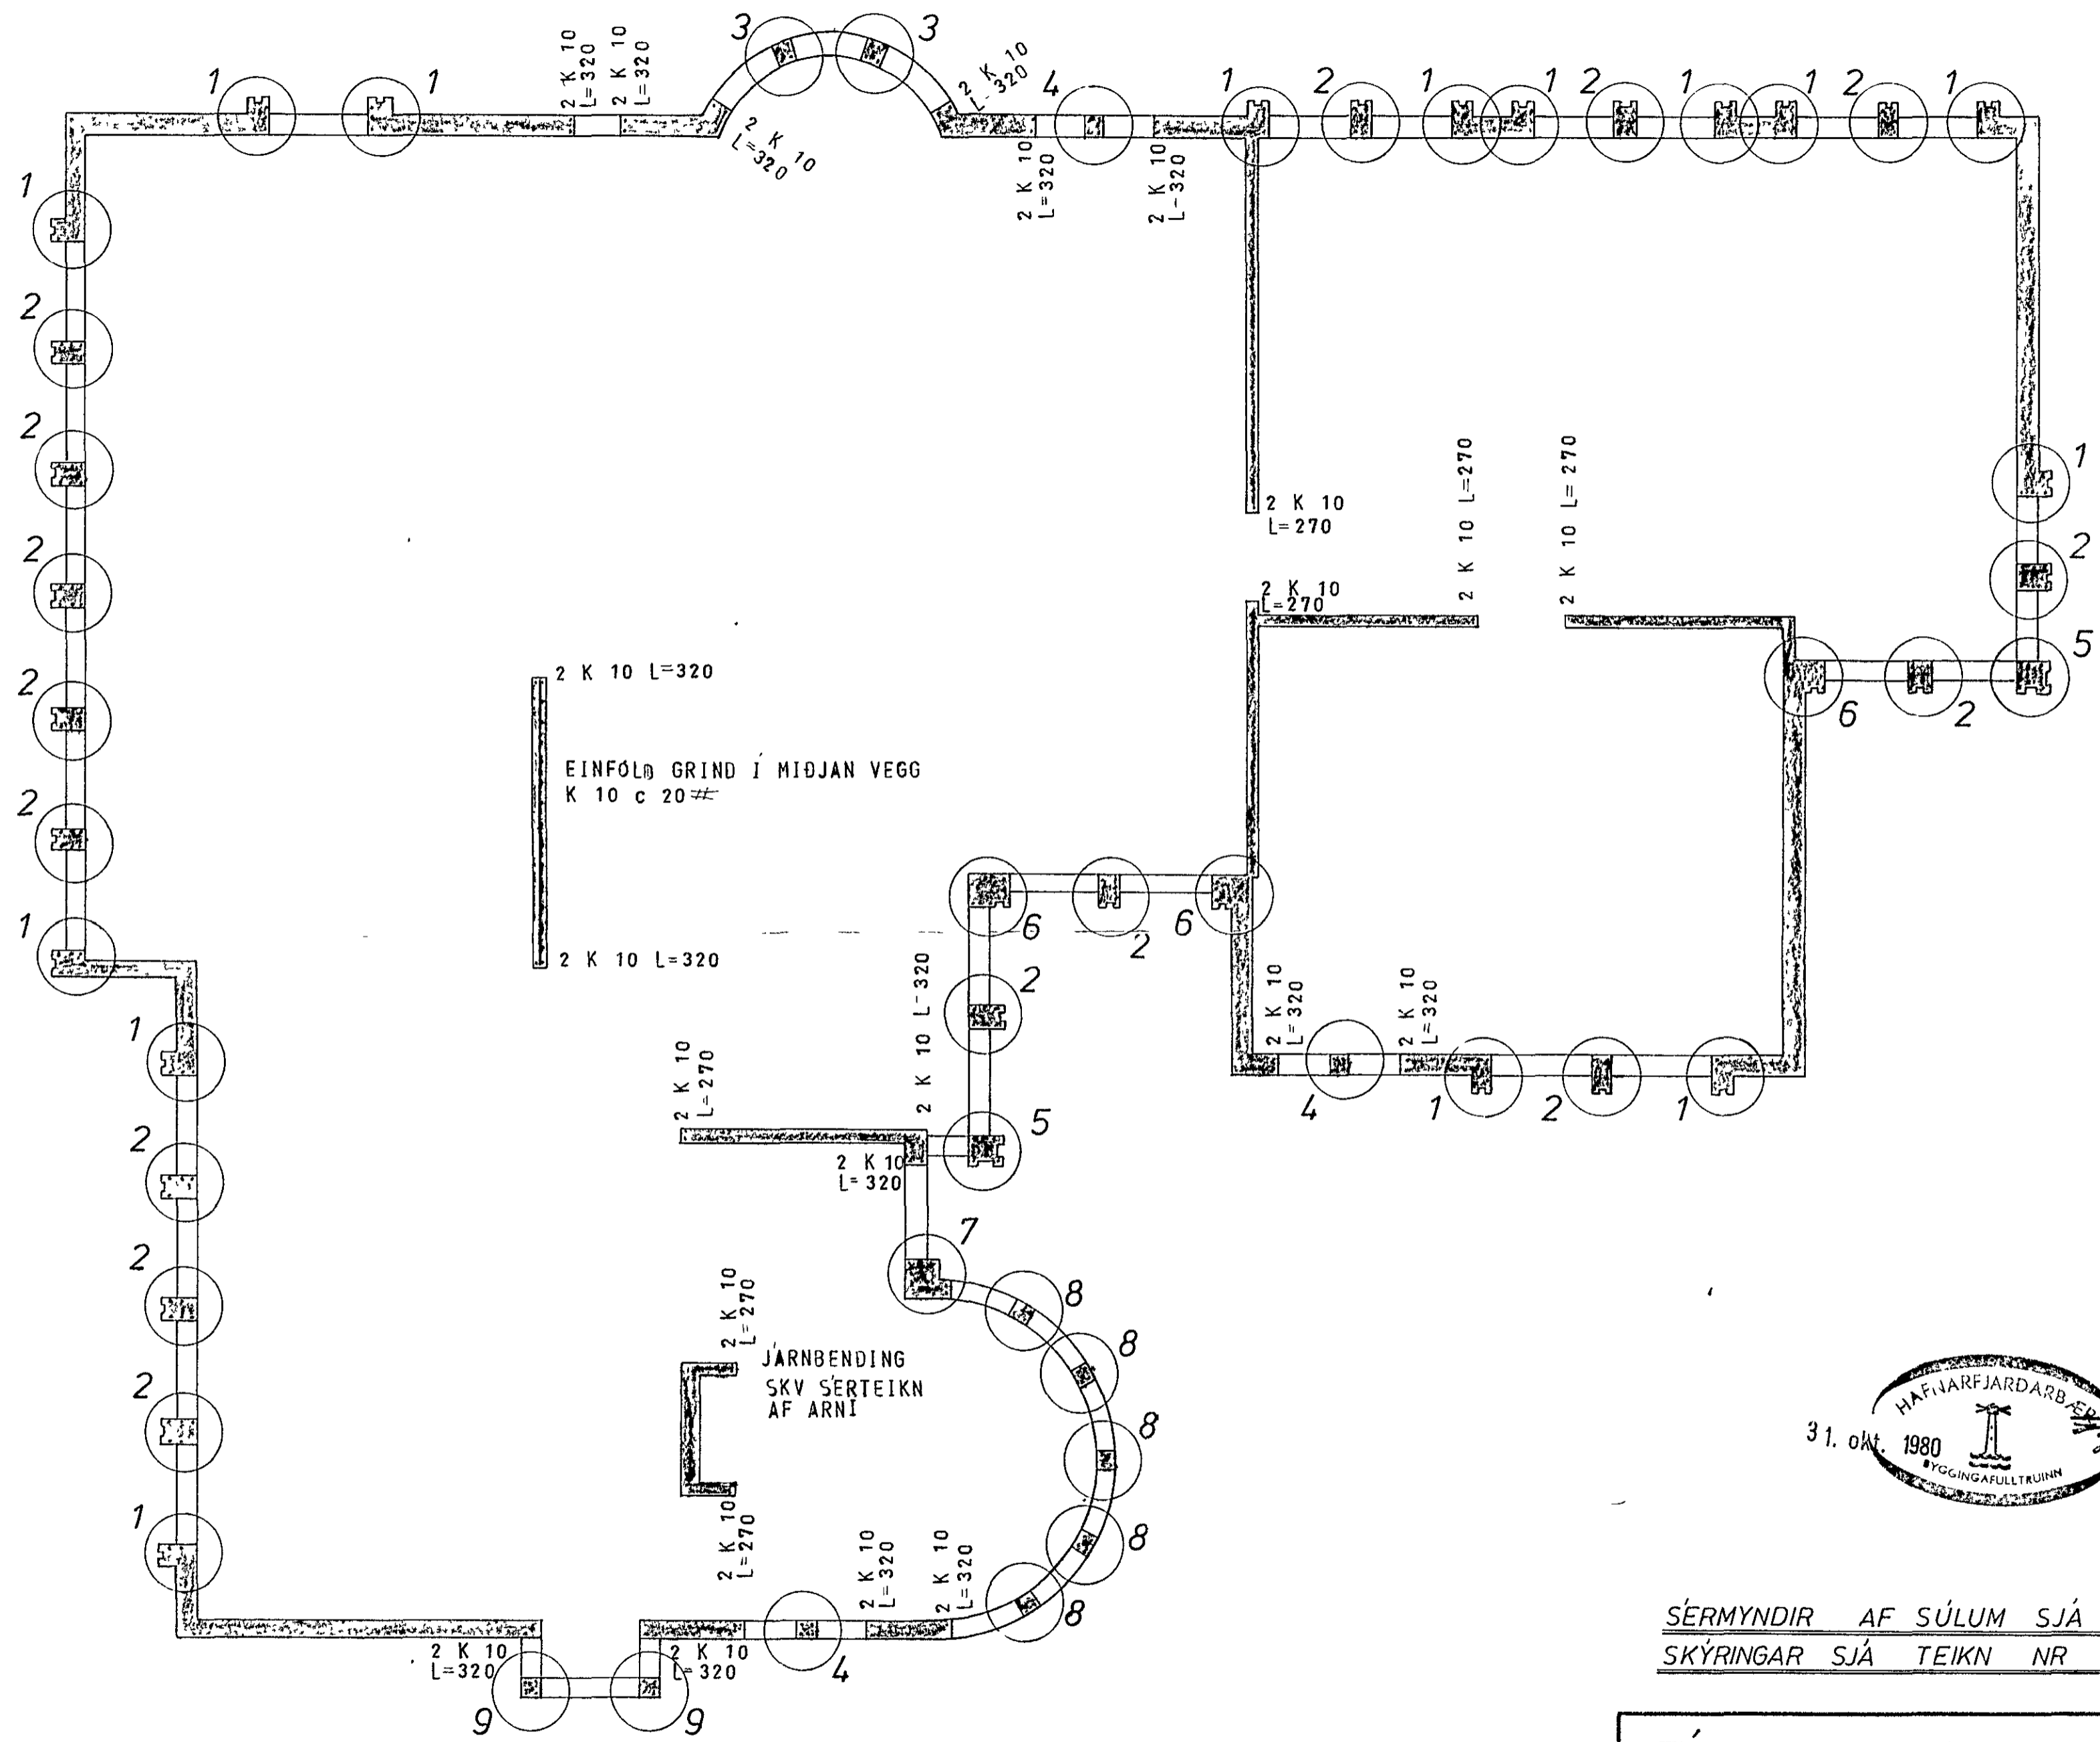 3
3
2 K 10
L=320
2 K 10
L=320
2 K 10
L=320
2 K 10
L-320
1
1
4
1
2
1
1
2
1
1
2
1
2 K 10
L=320
2 K 10
L-320
1
2
2
2
2
2
1
2 K 10
L=270
2 K 10
L=270
2 K 10 L=270
2 K 10 L=270
1
2
5
6
2
2 K 10 L=320
EINFÖLD GRIND Í MIÐJAN VEGG
K 10 c 20 #
2 K 10 L=320
6
2
6
2
2 K 10 L-320
5
2 K 10
L=320
2 K 10
L=320
4
1
2
1
1
2
2
2
1
2 K 10
L=270
2 K 10
L=320
7
8
8
8
8
8
2 K 10
L=270
JÁRNBENDING
SKV SÉRTEIKN
AF ARNI
2 K 10
L=270
2 K 10
L=320
2 K 10
L=320
2 K 10
L=320
2 K 10
L=320
4
9
9
HAFNARFJARÐARBÆR
31. okt. 1980
BYGGINGAFULLTRUINN
SÉRMYNDIR AF SÚLUM SJÁ
SKÝRINGAR SJÁ TEIKN NR